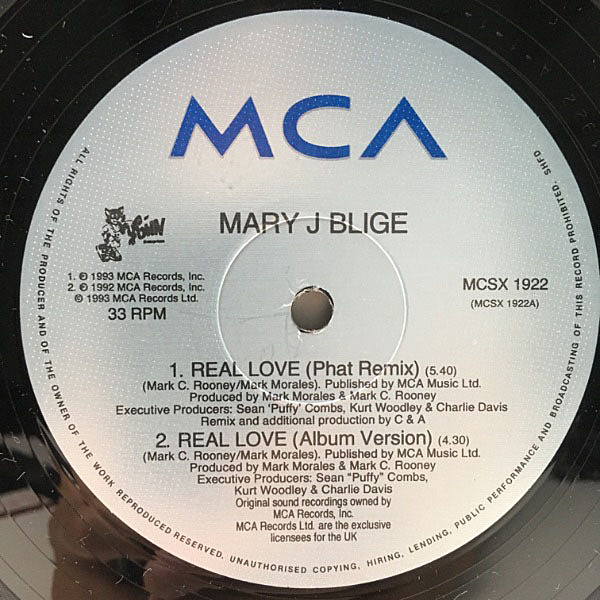 MCA
MARY J BLIGE
1. ℗ 1993 MCA Records, Inc.
2. ℗ 1992 MCA Records, Inc.
© 1993 MCA Records Ltd.
33 RPM
MCSX 1922
(MCSX 1922A)
1. REAL LOVE (Phat Remix) (5.40)
(Mark C. Rooney/Mark Morales). Published by MCA Music Ltd.
Produced by Mark Morales & Mark C. Rooney
Executive Producers: Sean 'Puffy' Combs, Kurt Woodley & Charlie Davis
Remix and additional production by C & A
2. REAL LOVE (Album Version) (4.30)
(Mark C. Rooney/Mark Morales). Published by MCA Music Ltd.
Produced by Mark Morales & Mark C. Rooney
Executive Producers: Sean "Puffy" Combs,
Kurt Woodley & Charlie Davis
Original sound recordings owned by
MCA Records, Inc.
MCA Records Ltd. are the exclusive
licensees for the UK
ALL RIGHTS OF THE PRODUCER AND OF THE OWNER OF THE WORK REPRODUCED RESERVED. UNAUTHORISED COPYING, HIRING, LENDING, PUBLIC PERFORMANCE AND BROADCASTING OF THIS RECORD PROHIBITED. SHFD